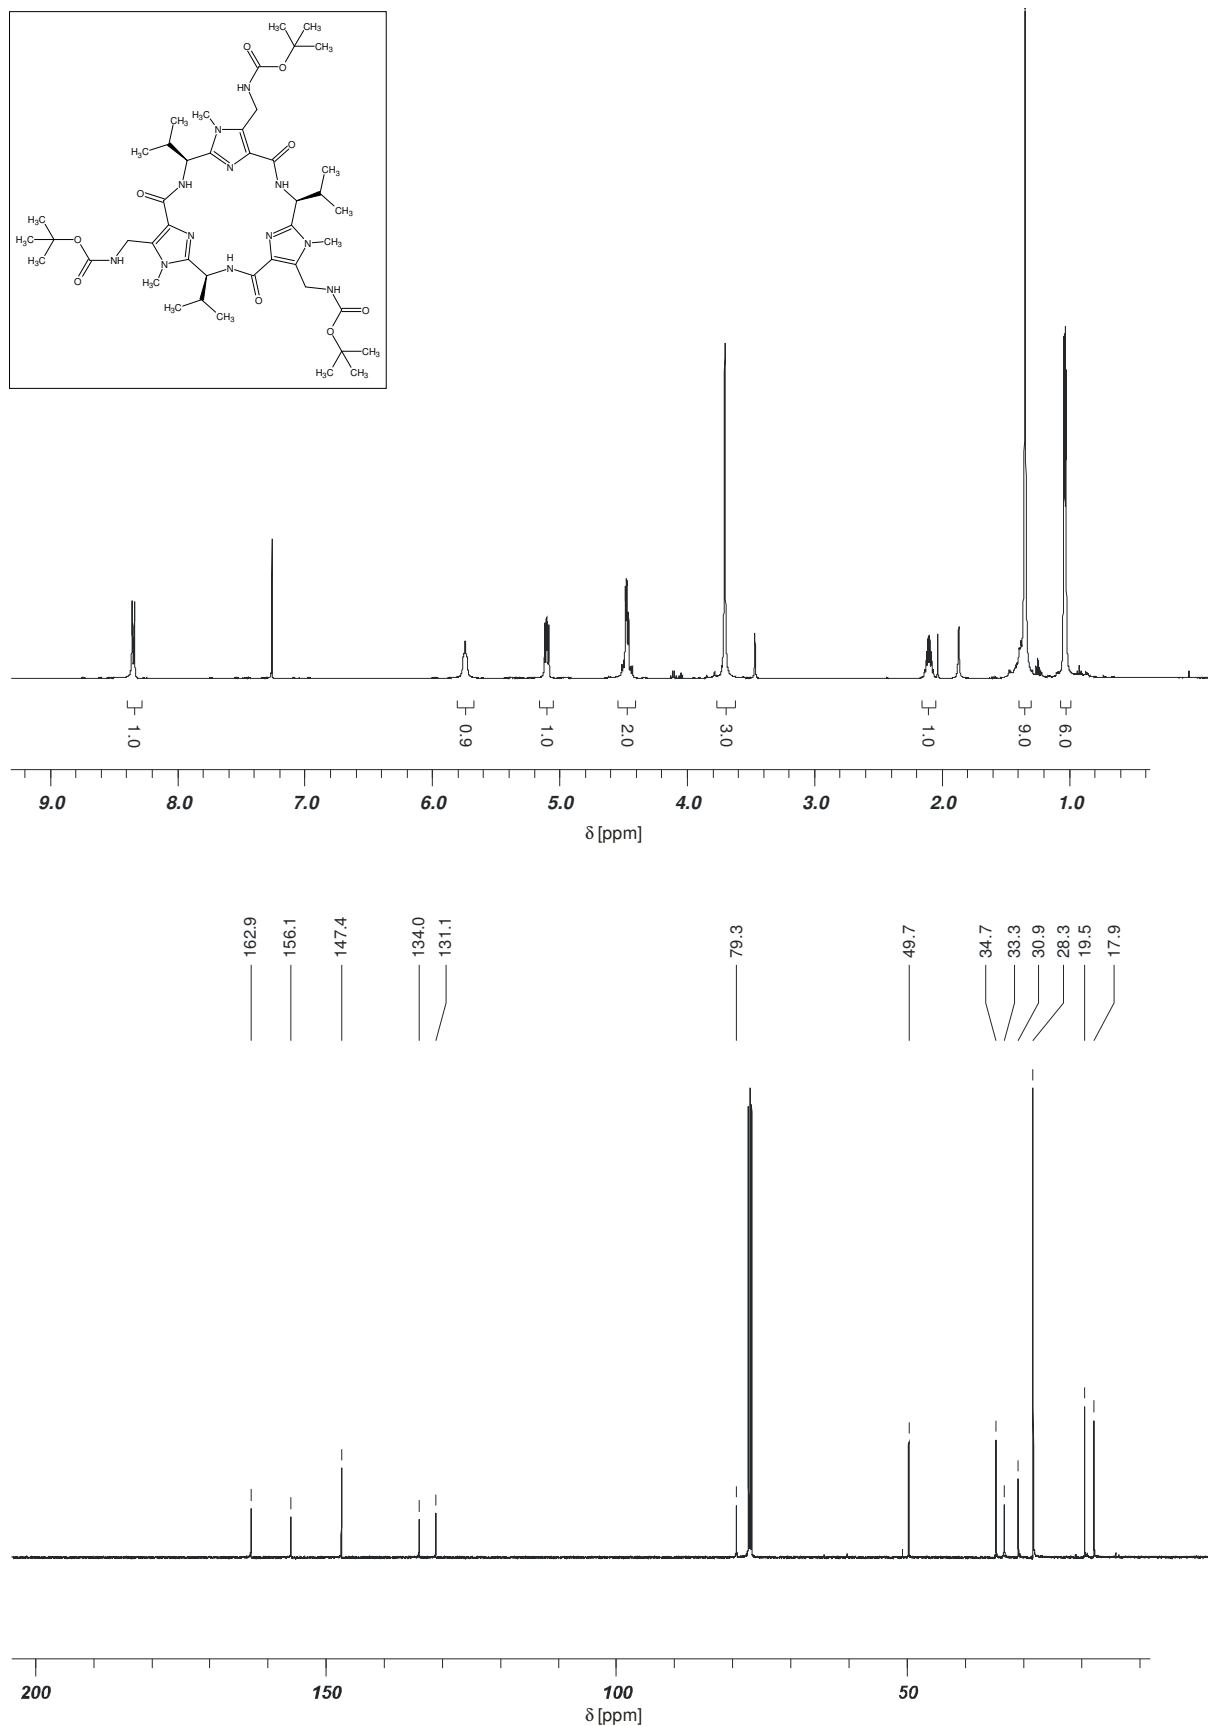 H₃C CH₃
O CH₃
O
HN
H₃C N O
CH₃
H₃C N
HN NH CH₃
O CH₃
H₃C N N
H₃C O N CH₃
H₃C NH N H N
O H₃C N O NH
H₃C CH₃ O
O
CH₃
H₃C CH₃
1.0 0.9 1.0 2.0 3.0 1.0 9.0 6.0
9.0 8.0 7.0 6.0 5.0 4.0 3.0 2.0 1.0
δ [ppm]
162.9 156.1 147.4 134.0 131.1 79.3 49.7 34.7 33.3 30.9 28.3 19.5 17.9
200 150 100 50
δ [ppm]